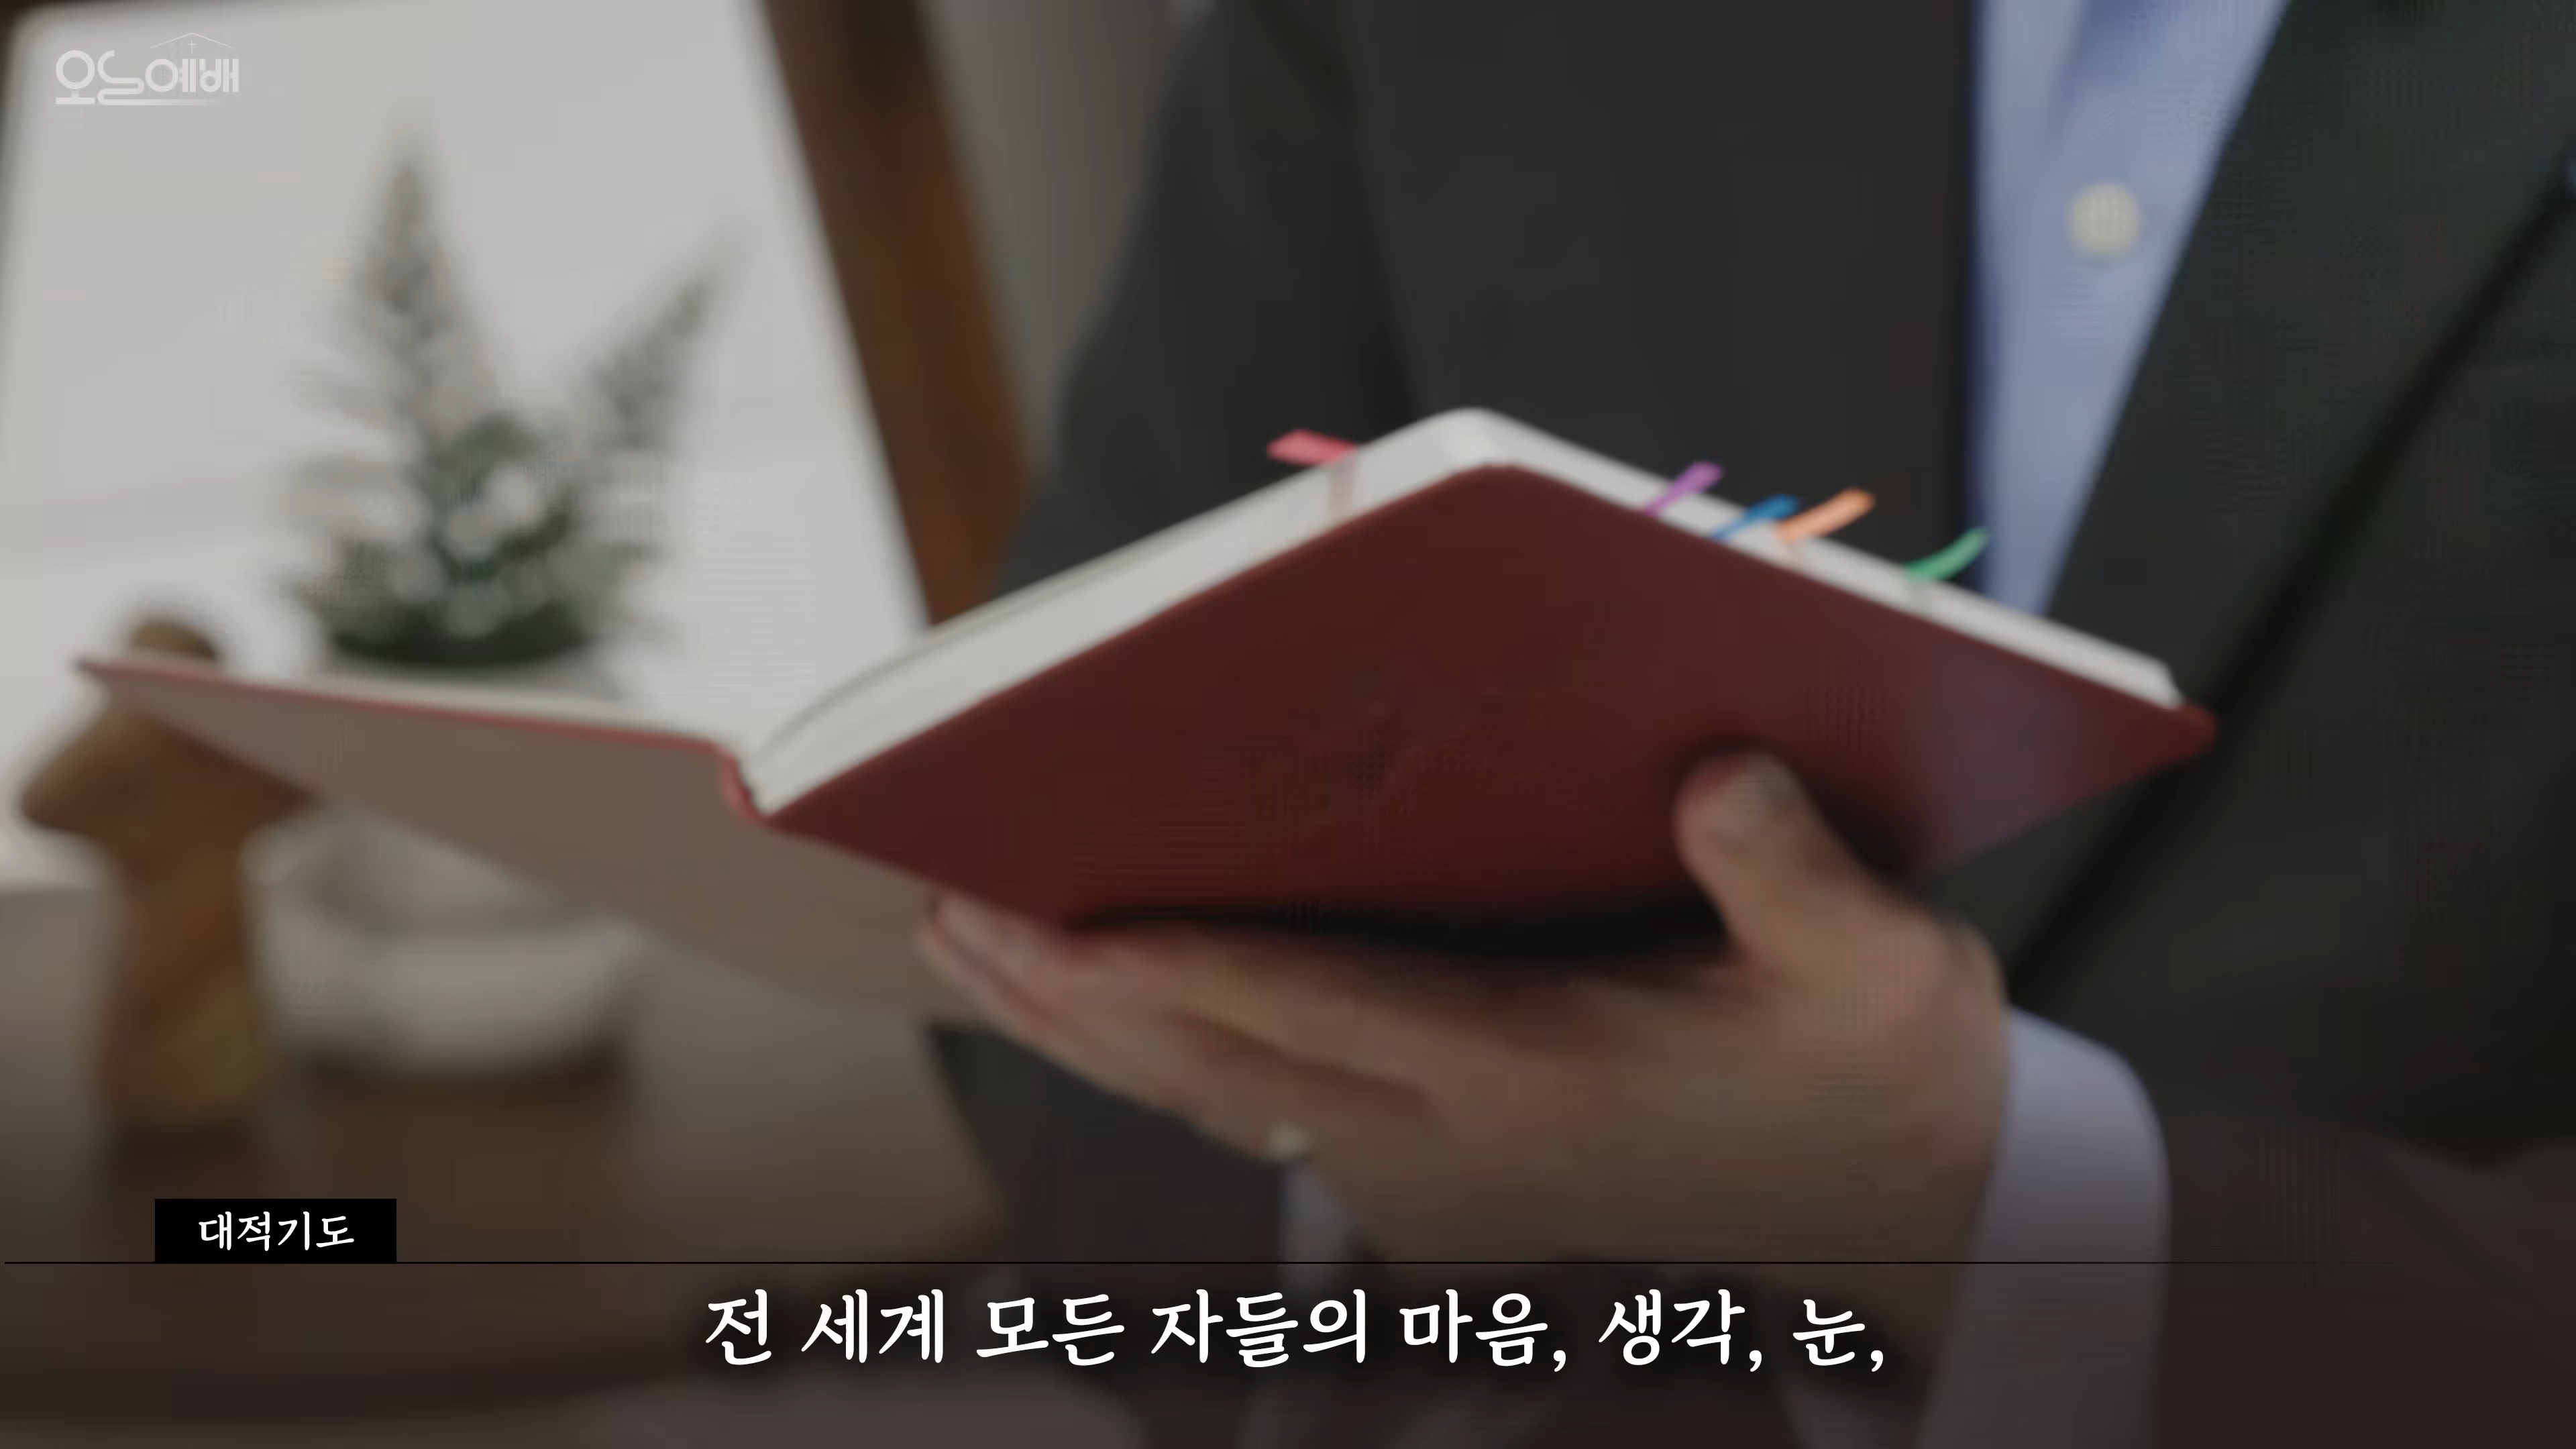 오늘예배
대적기도
전 세계 모든 자들의 마음, 생각, 눈,